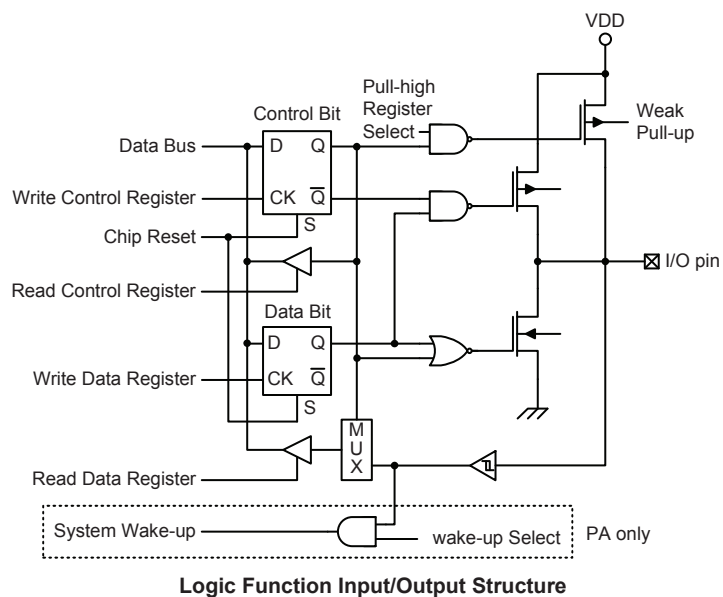 VDD
Pull-high
Register
Select
Weak
Pull-up
Control Bit
Data Bus
D
Q
Write Control Register
CK
Q
S
Chip Reset
I/O pin
Read Control Register
Data Bit
D
Q
Write Data Register
CK
Q
S
M
U
X
Read Data Register
System Wake-up
wake-up Select
PA only
Logic Function Input/Output Structure